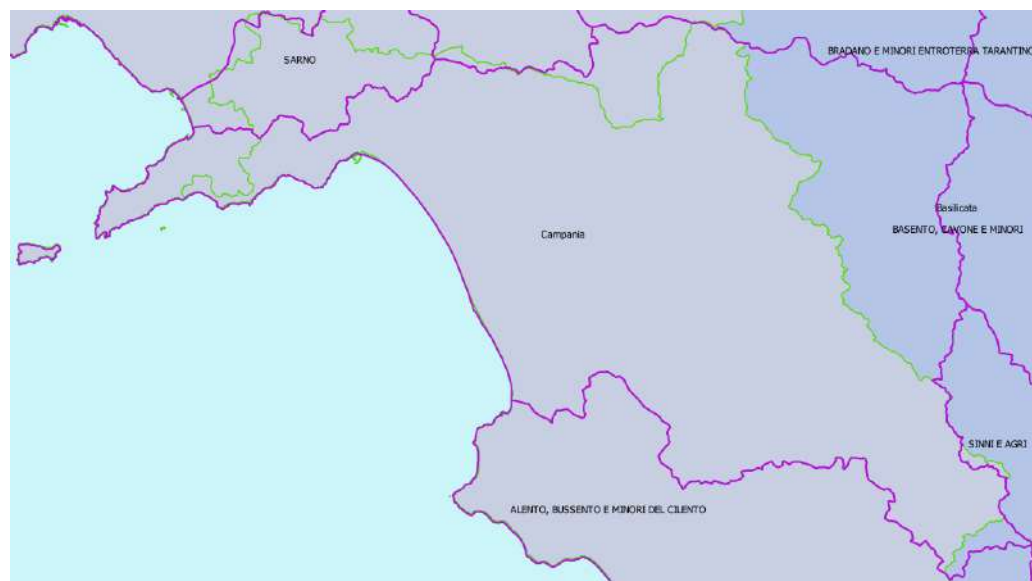 BRADANO E MINORI ENTROTERRA TARANTINO
SARNO
Basilicata
BASENTO, CAVONE E MINORI
Campania
SINNI E AGRI
ALENTO, BUSSENTO E MINORI DEL CILENTO